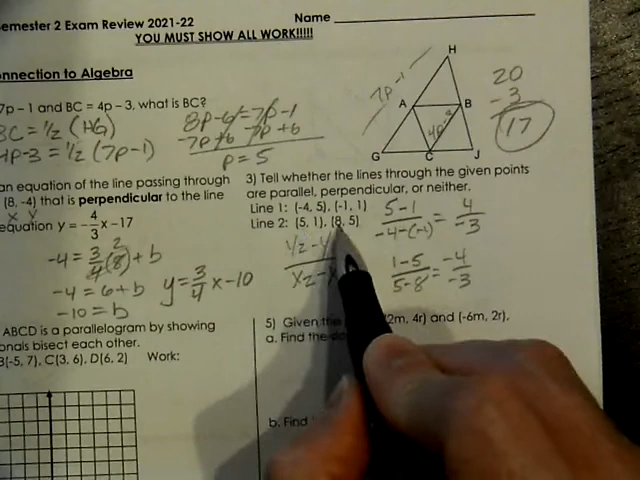 Semester 2 Exam Review 2021-22
Name
YOU MUST SHOW ALL WORK!!!!!
onnection to Algebra
7p – 1 and BC = 4p – 3, what is BC?
BC = 1/2 (HG)
4p-3 = 1/2 (7p-1)
8p-6 = 7p-1
-7p+6 -7p+6
p = 5
H
A
B
G
C
J
7p-1
4p-3
20
-3
17
an equation of the line passing through
(8, -4) that is perpendicular to the line
x y
equation y = -4/3 x – 17
-4 = 3/4 (8) + b
2
-4 = 6 + b
-10 = b
y = 3/4 x - 10
3) Tell whether the lines through the given points
are parallel, perpendicular, or neither.
Line 1: (-4, 5), (-1, 1)
Line 2: (5, 1), (8, 5)
5-1/-4-(-1) = 4/-3
1-5/5-8 = -4/-3
ABCD is a parallelogram by showing
onals bisect each other.
B(-5, 7), C(3, 6), D(6, 2) Work:
5) Given the (2m, 4r) and (-6m, 2r).
a. Find the
b. Find